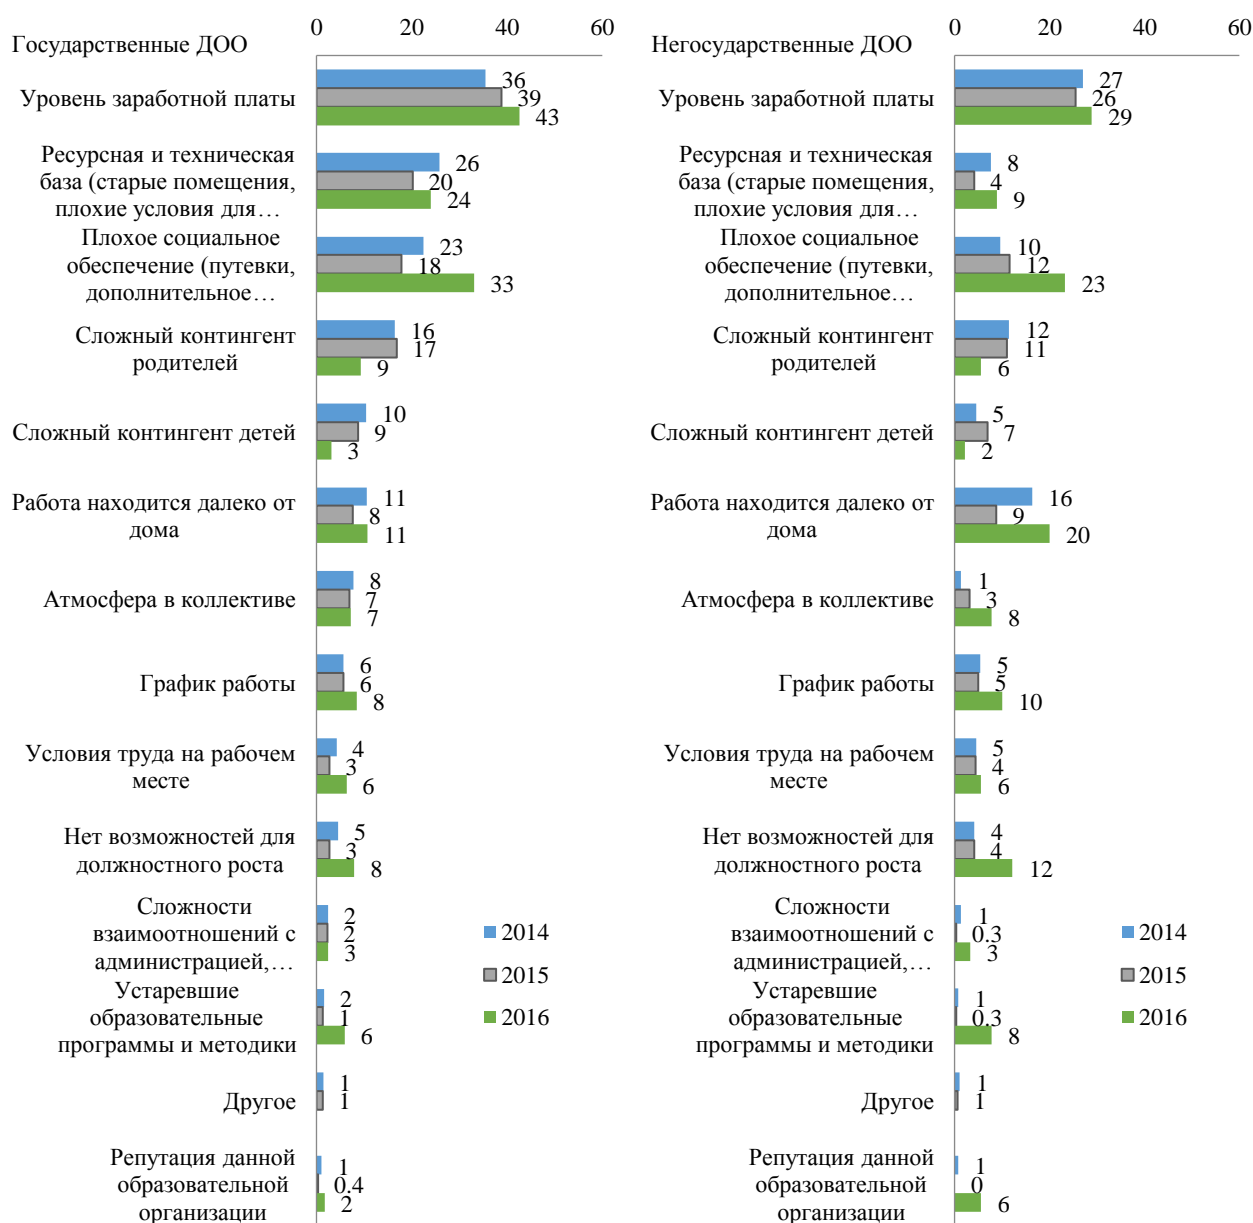 0 20 40 60
Государственные ДОО
Уровень заработной платы
36
39
43
Ресурсная и техническая
база (старые помещения,
плохие условия для…
26
20
24
Плохое социальное
обеспечение (путевки,
дополнительное…
23
18
33
Сложный контингент
родителей
16
17
9
Сложный контингент детей
10
9
3
Работа находится далеко от
дома
11
8
11
Атмосфера в коллективе
8
7
7
График работы
6
6
8
Условия труда на рабочем
месте
4
3
6
Нет возможностей для
должностного роста
5
3
8
Сложности
взаимоотношений с
администрацией,…
2
2
3
Устаревшие
образовательные
программы и методики
2
1
6
Другое
1
1
Репутация данной
образовательной
организации
1
0.4
2
2014
2015
2016
0 20 40 60
Негосударственные ДОО
Уровень заработной платы
27
26
29
Ресурсная и техническая
база (старые помещения,
плохие условия для…
8
4
9
Плохое социальное
обеспечение (путевки,
дополнительное…
10
12
23
Сложный контингент
родителей
12
11
6
Сложный контингент детей
5
7
2
Работа находится далеко от
дома
16
9
20
Атмосфера в коллективе
1
3
8
График работы
5
5
10
Условия труда на рабочем
месте
5
4
6
Нет возможностей для
должностного роста
4
4
12
Сложности
взаимоотношений с
администрацией,…
1
0.3
3
Устаревшие
образовательные
программы и методики
1
0.3
8
Другое
1
1
Репутация данной
образовательной
организации
1
0
6
2014
2015
2016